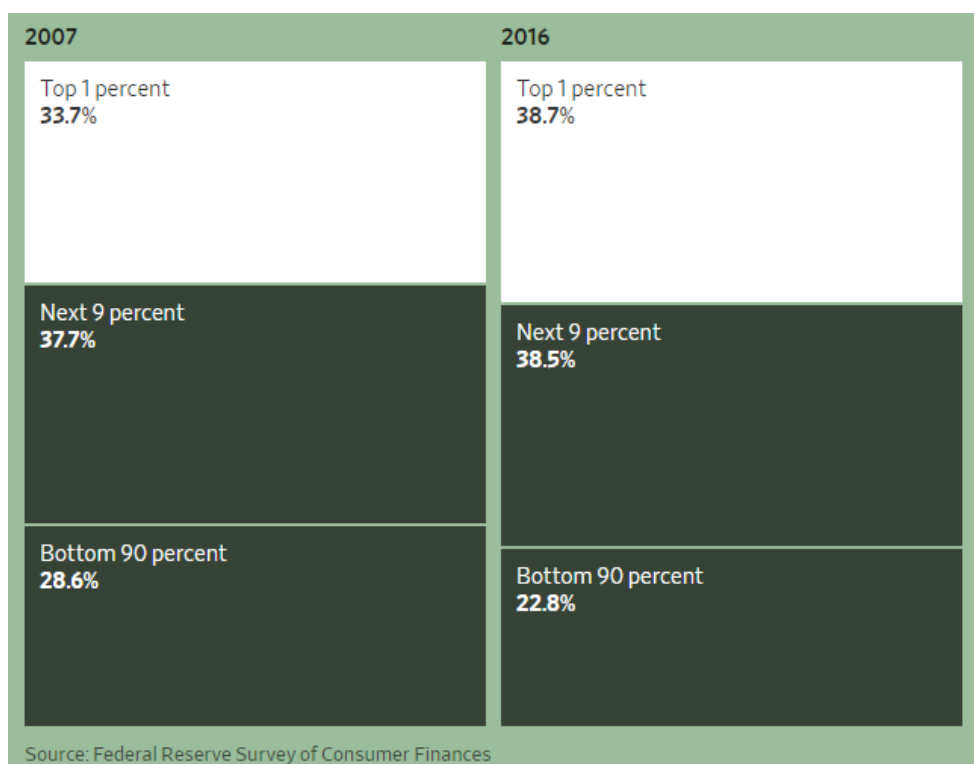 2007
Top 1 percent
33.7%
Next 9 percent
37.7%
Bottom 90 percent
28.6%
2016
Top 1 percent
38.7%
Next 9 percent
38.5%
Bottom 90 percent
22.8%
Source: Federal Reserve Survey of Consumer Finances